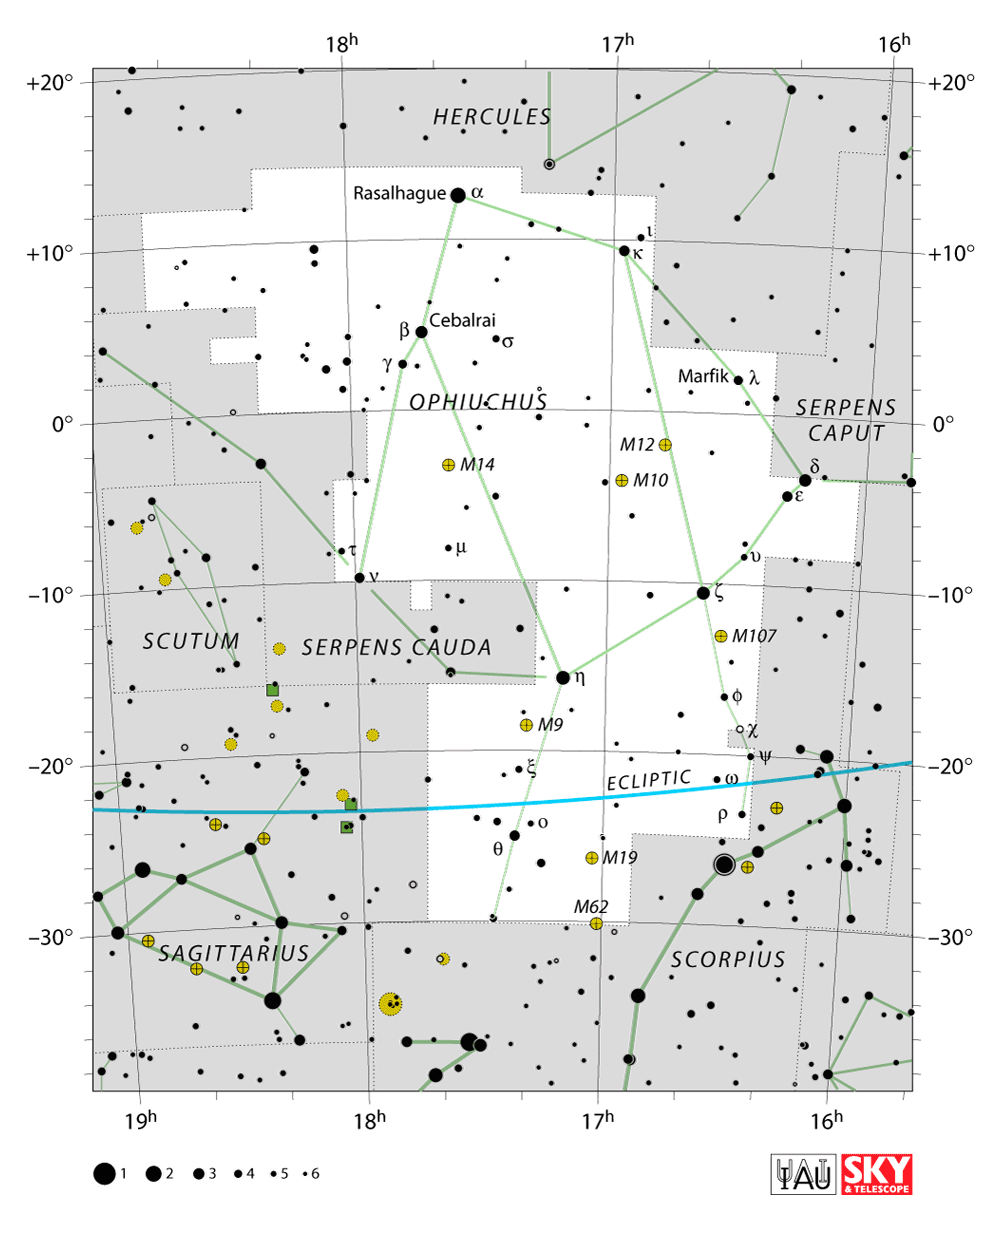 18h 17h 16h
+20° +20°
HERCULES
Rasalhague α
ι
+10° κ +10°
β Cebalrai
σ
γ
Marfik λ
OPHIUCHUS
SERPENS
CAPUT
0° 0°
M12
M14 δ
M10
ε
τ μ υ
ν
−10° ζ −10°
SCUTUM SERPENS CAUDA M107
η
φ
M9 χ
ψ
−20° ξ −20°
ECLIPTIC ω
ρ
ο
θ
M19
M62
−30° −30°
SAGITTARIUS SCORPIUS
19h 18h 17h 16h
1 2 3 4 5 6
IAU SKY
& TELESCOPE